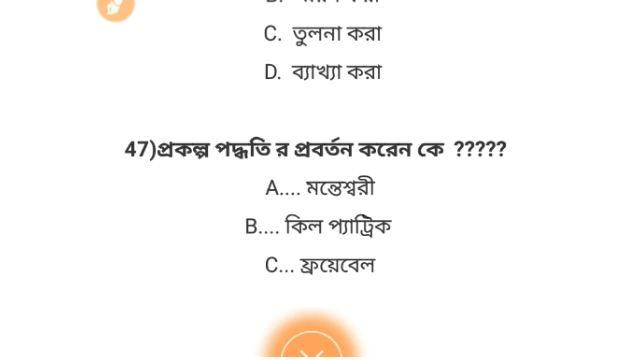 C. তুলনা করা
D. ব্যাখ্যা করা
47)প্রকল্প পদ্ধতি র প্রবর্তন করেন কে ?????
A.... মন্তেশ্বরী
B.... কিল প্যাট্রিক
C... ফ্রয়েবেল